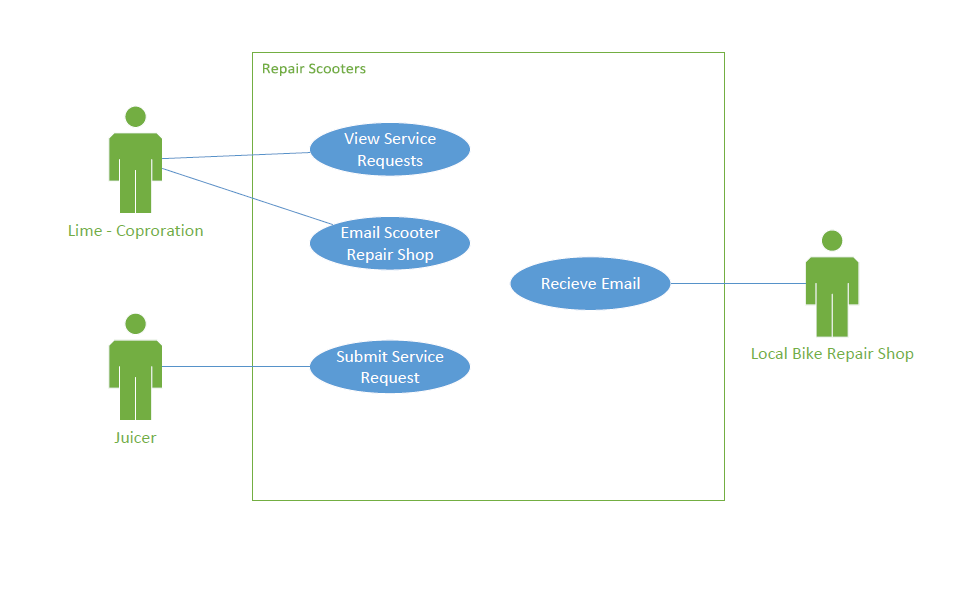 Repair Scooters
View Service
Requests
Lime - Coproration
Email Scooter
Repair Shop
Recieve Email
Local Bike Repair Shop
Submit Service
Request
Juicer